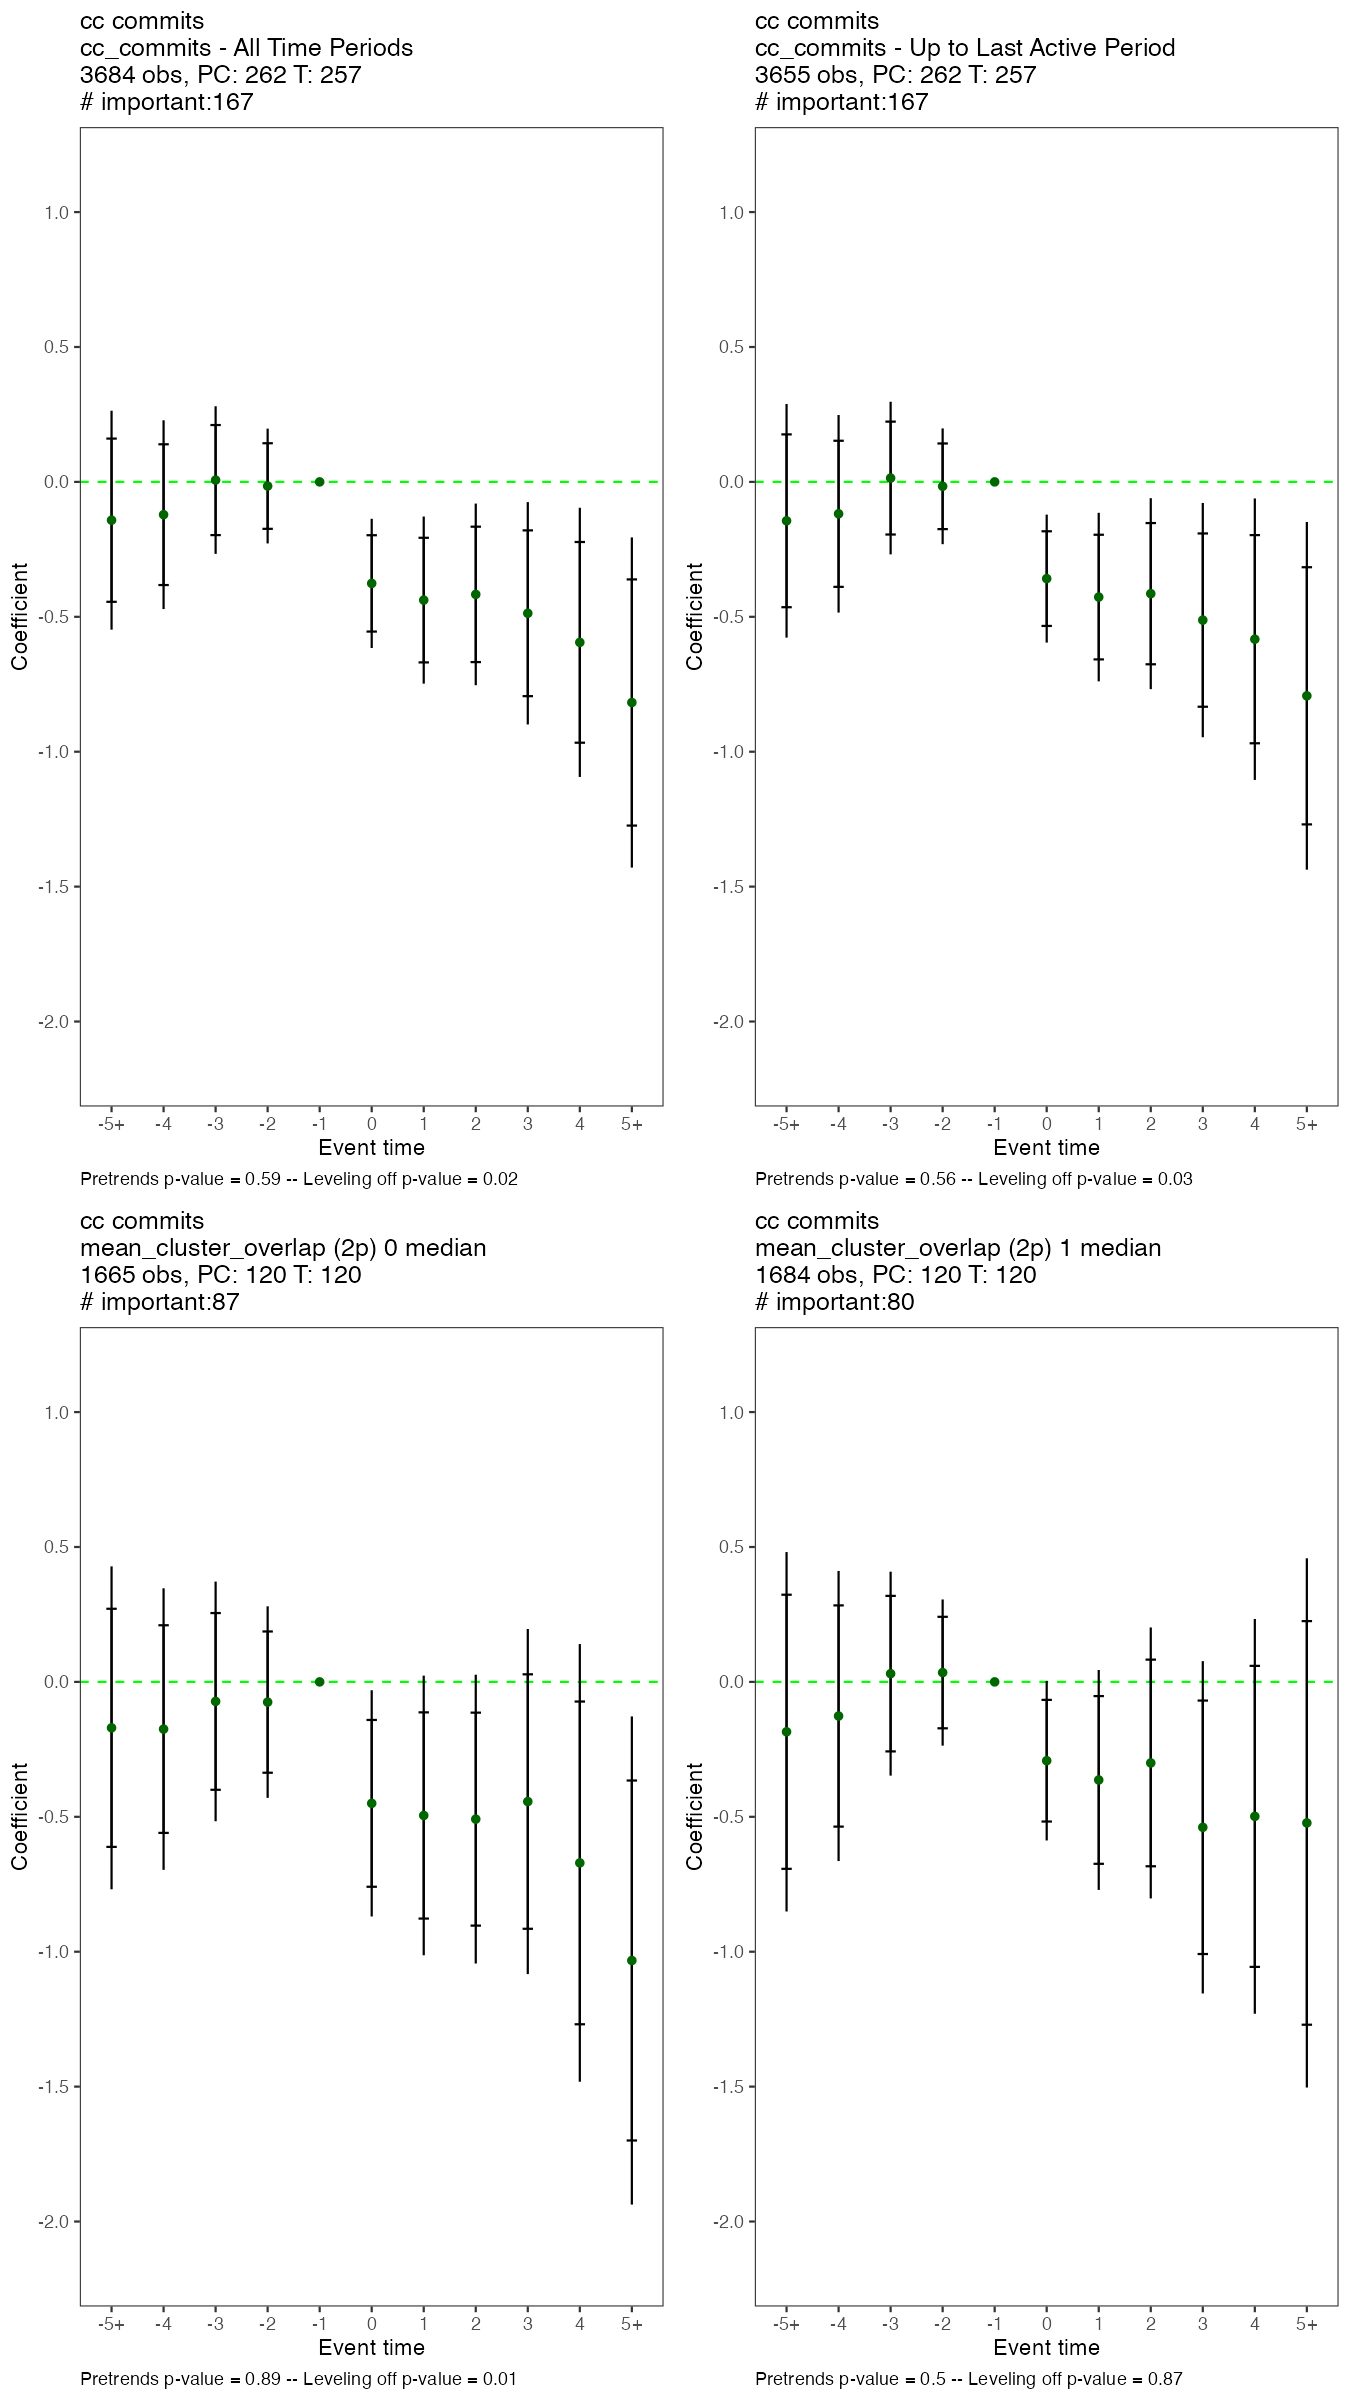 cc commits
cc_commits - All Time Periods
3684 obs, PC: 262 T: 257
# important:167
1.0
0.5
0.0
-0.5
-1.0
-1.5
-2.0
Coefficient
-5+ -4 -3 -2 -1 0 1 2 3 4 5+
Event time
Pretrends p-value = 0.59 -- Leveling off p-value = 0.02
cc commits
cc_commits - Up to Last Active Period
3655 obs, PC: 262 T: 257
# important:167
1.0
0.5
0.0
-0.5
-1.0
-1.5
-2.0
Coefficient
-5+ -4 -3 -2 -1 0 1 2 3 4 5+
Event time
Pretrends p-value = 0.56 -- Leveling off p-value = 0.03
cc commits
mean_cluster_overlap (2p) 0 median
1665 obs, PC: 120 T: 120
# important:87
1.0
0.5
0.0
-0.5
-1.0
-1.5
-2.0
Coefficient
-5+ -4 -3 -2 -1 0 1 2 3 4 5+
Event time
Pretrends p-value = 0.89 -- Leveling off p-value = 0.01
cc commits
mean_cluster_overlap (2p) 1 median
1684 obs, PC: 120 T: 120
# important:80
1.0
0.5
0.0
-0.5
-1.0
-1.5
-2.0
Coefficient
-5+ -4 -3 -2 -1 0 1 2 3 4 5+
Event time
Pretrends p-value = 0.5 -- Leveling off p-value = 0.87